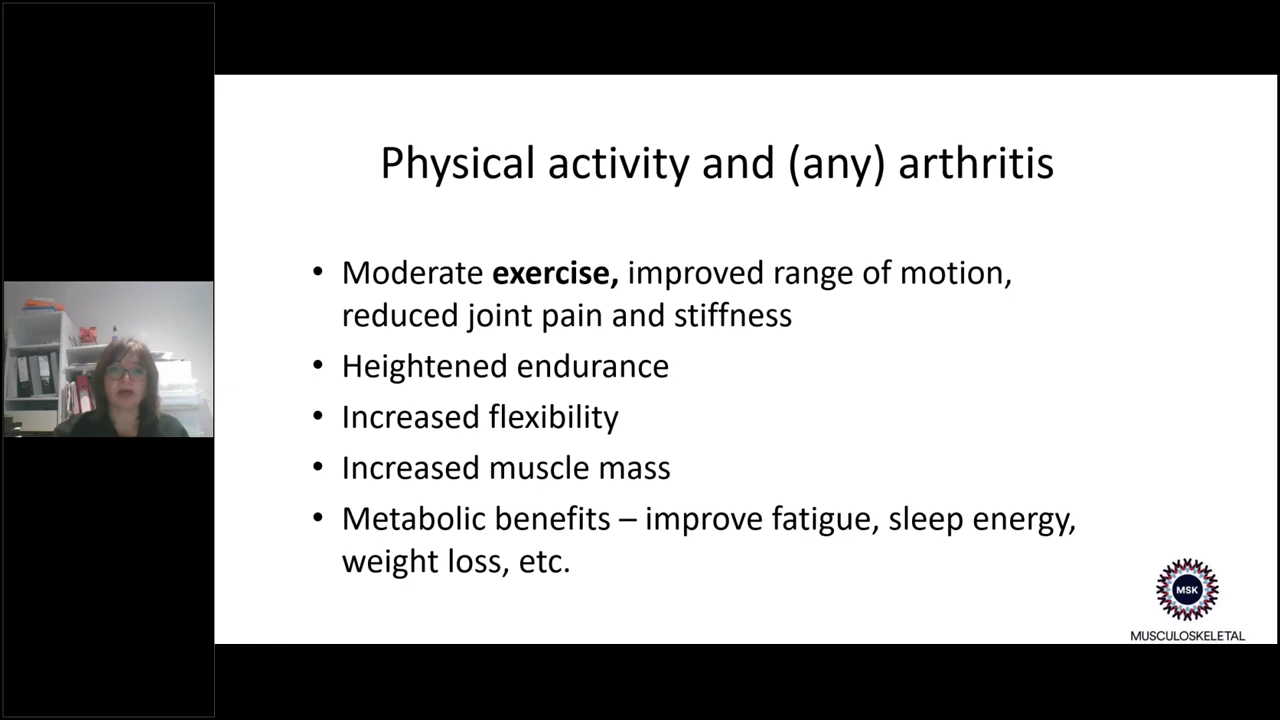 Physical activity and (any) arthritis
• Moderate exercise, improved range of motion,
reduced joint pain and stiffness
• Heightened endurance
• Increased flexibility
• Increased muscle mass
• Metabolic benefits – improve fatigue, sleep energy,
weight loss, etc.
MSK
MUSCULOSKELETAL